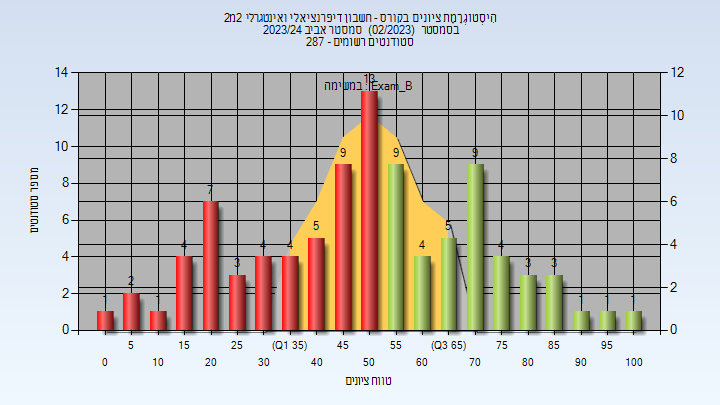 היסטוגרמת ציונים בקורס - חשבון דיפרנציאלי ואינטגרלי 2מ2
בסמסטר (02/2023) סמסטר אביב 2023/24
סטודנטים רשומים - 287
במשימה: Exam_B
מספר סטודנטים
14 12 10 8 6 4 2 0
12 10 8 6 4 2 0
1 2 1 4 7 3 4 4 5 9 13 9 4 5 9 4 3 3 1 1 1
5 15 25 (Q1 35) 45 55 (Q3 65) 75 85 95
0 10 20 30 40 50 60 70 80 90 100
טווח ציונים